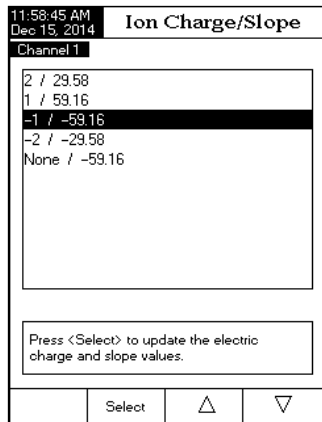 11:58:45 AM
Dec 15, 2014
Ion Charge/Slope
Channel 1
2 / 29.58
1 / 59.16
-1 / -59.16
-2 / -29.58
None / -59.16
Press <Select> to update the electric
charge and slope values.
Select